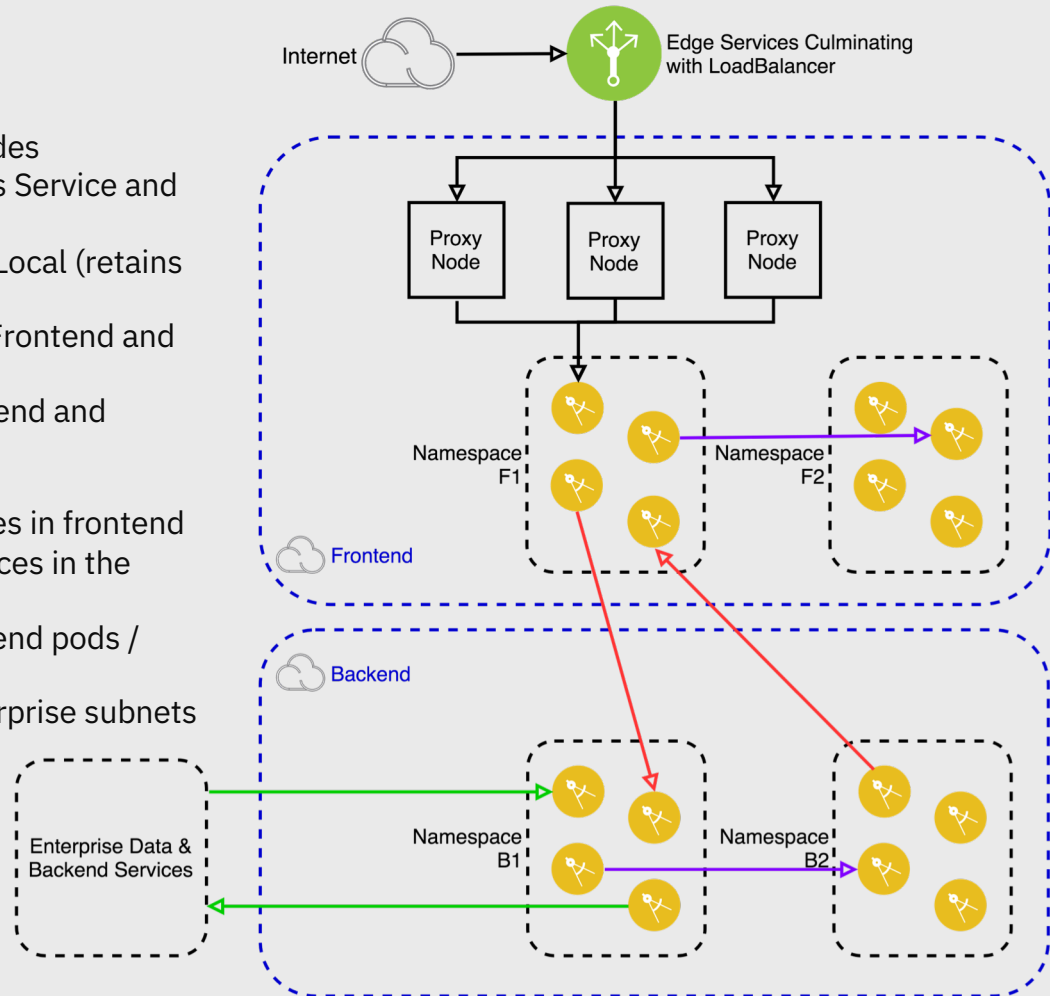 Internet
Edge Services Culminating
with LoadBalancer
des
s Service and
Local (retains
Frontend and
end and
es in frontend
ces in the
end pods /
erprise subnets
Proxy
Node
Proxy
Node
Proxy
Node
Namespace
F1
Namespace
F2
Frontend
Backend
Enterprise Data &
Backend Services
Namespace
B1
Namespace
B2